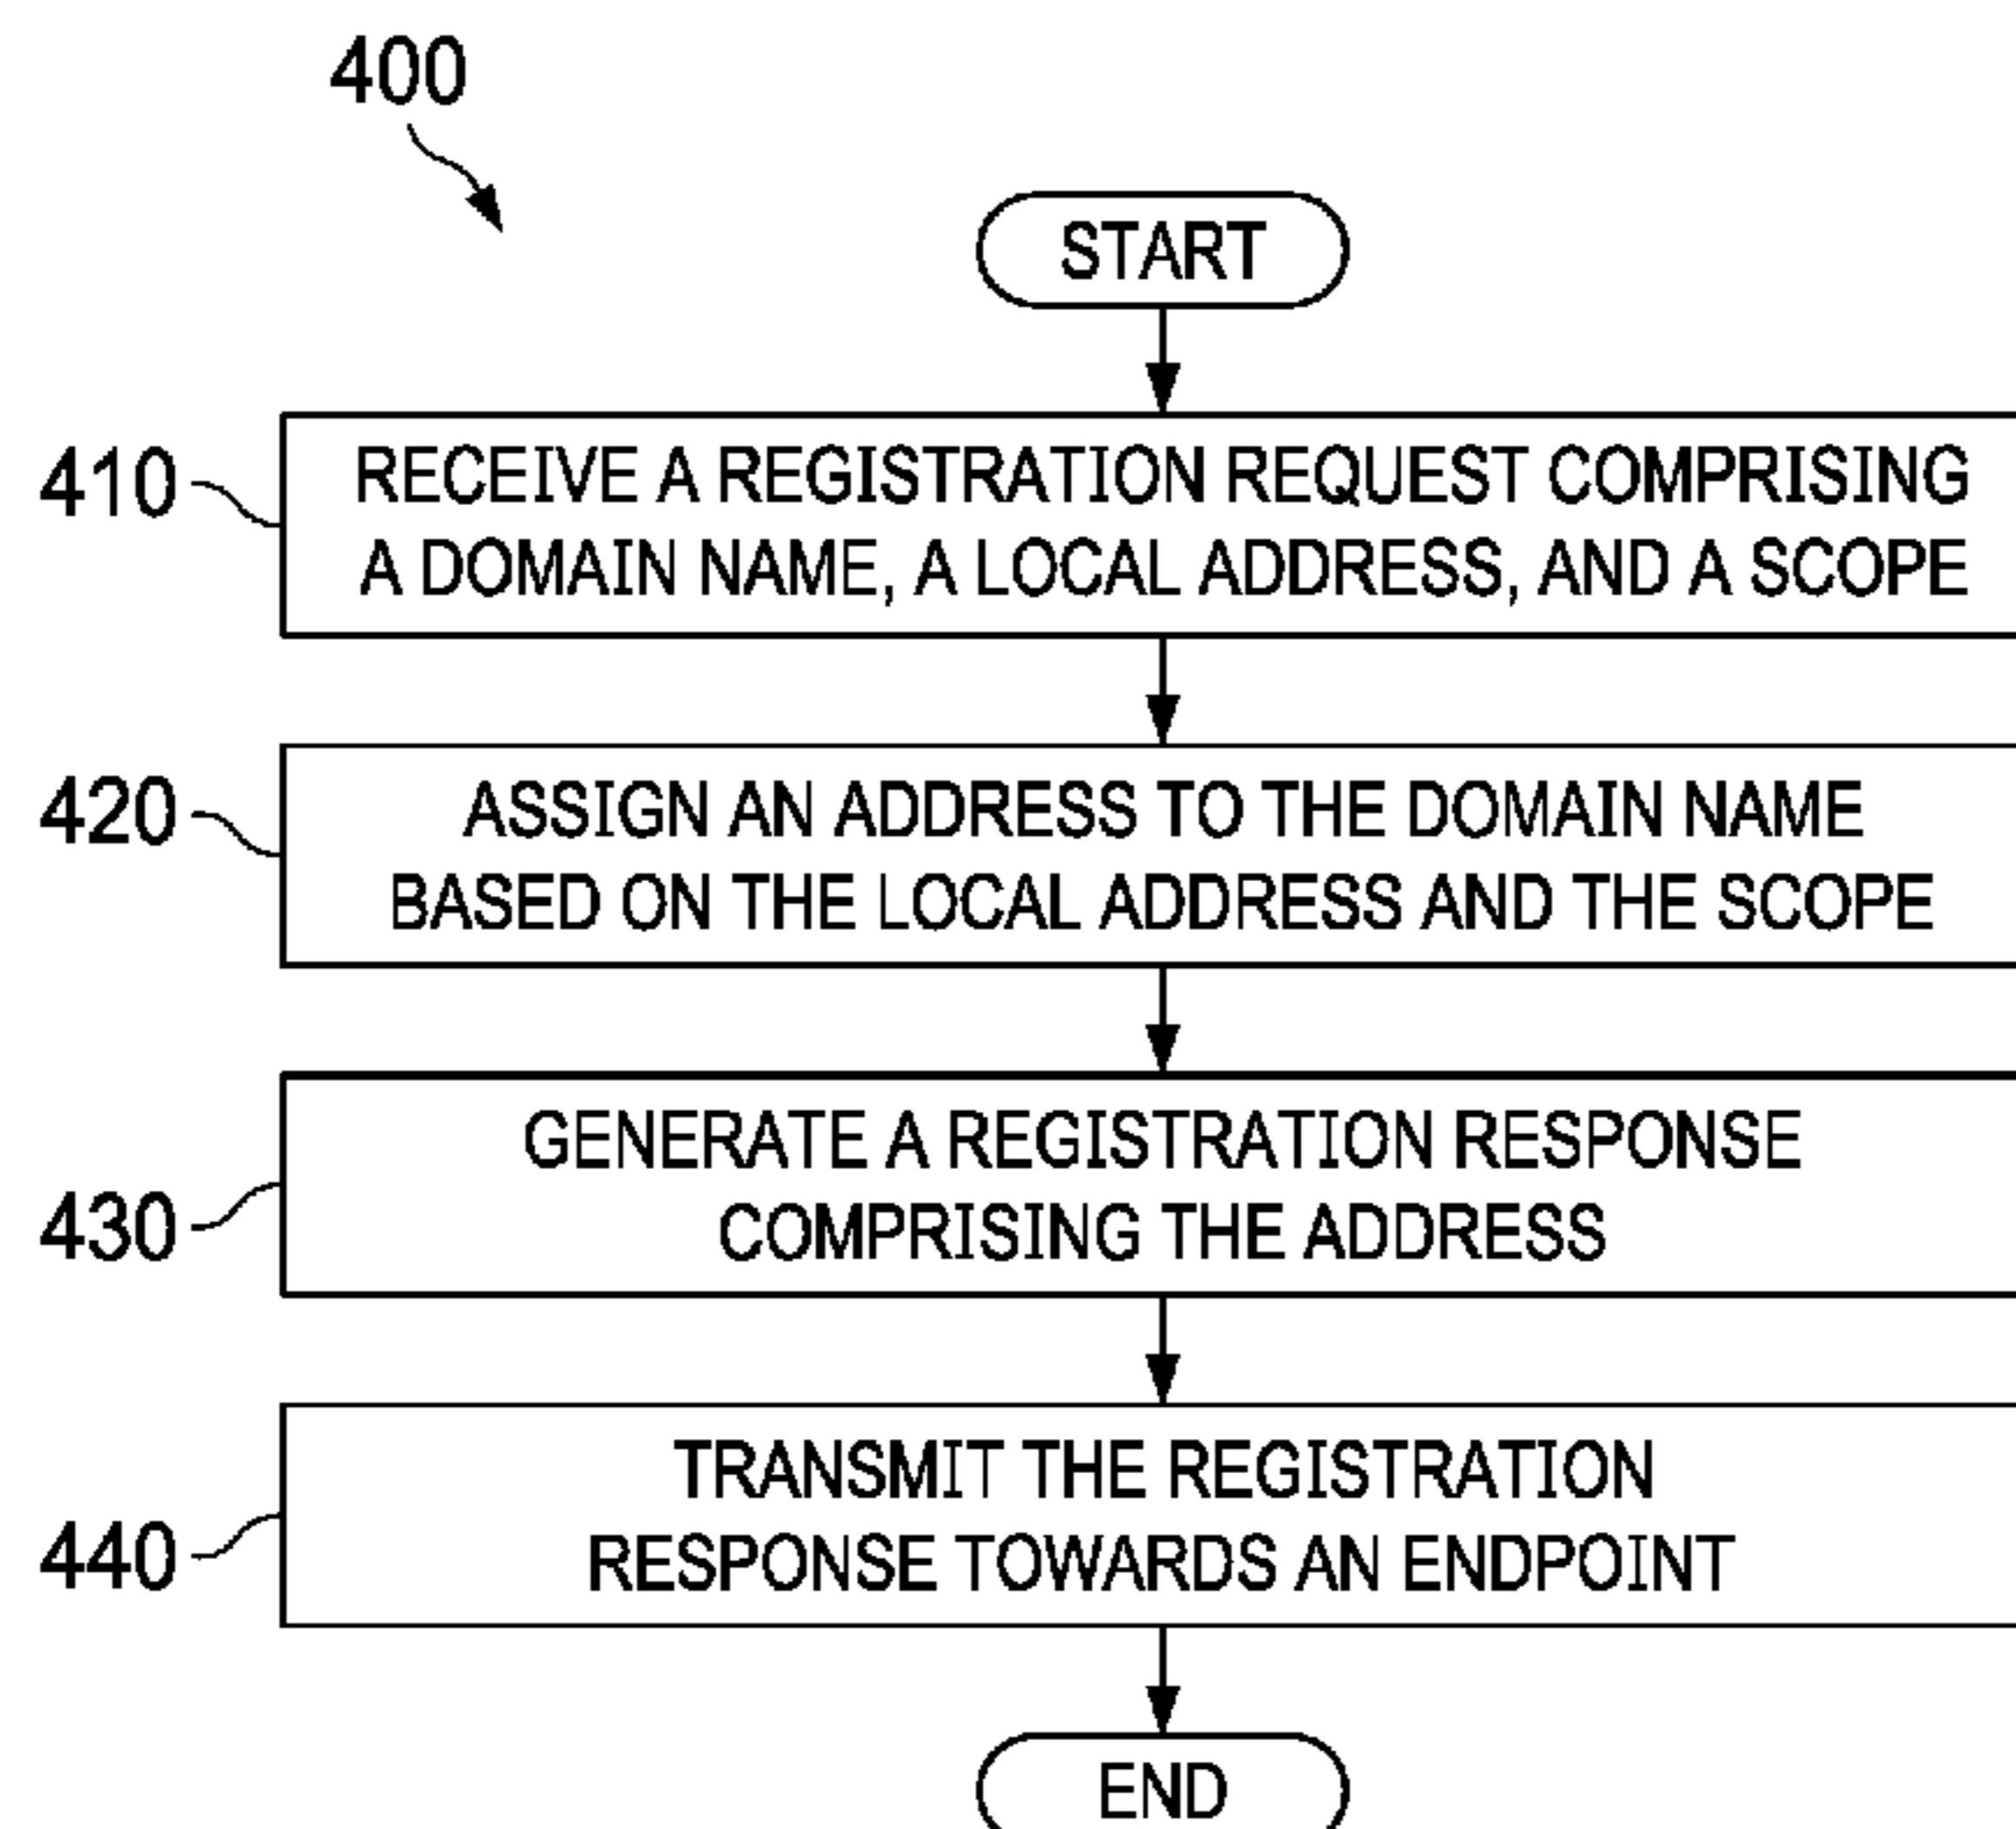 400
START
410
RECEIVE A REGISTRATION REQUEST COMPRISING
A DOMAIN NAME, A LOCAL ADDRESS, AND A SCOPE
420
ASSIGN AN ADDRESS TO THE DOMAIN NAME
BASED ON THE LOCAL ADDRESS AND THE SCOPE
430
GENERATE A REGISTRATION RESPONSE
COMPRISING THE ADDRESS
440
TRANSMIT THE REGISTRATION
RESPONSE TOWARDS AN ENDPOINT
END